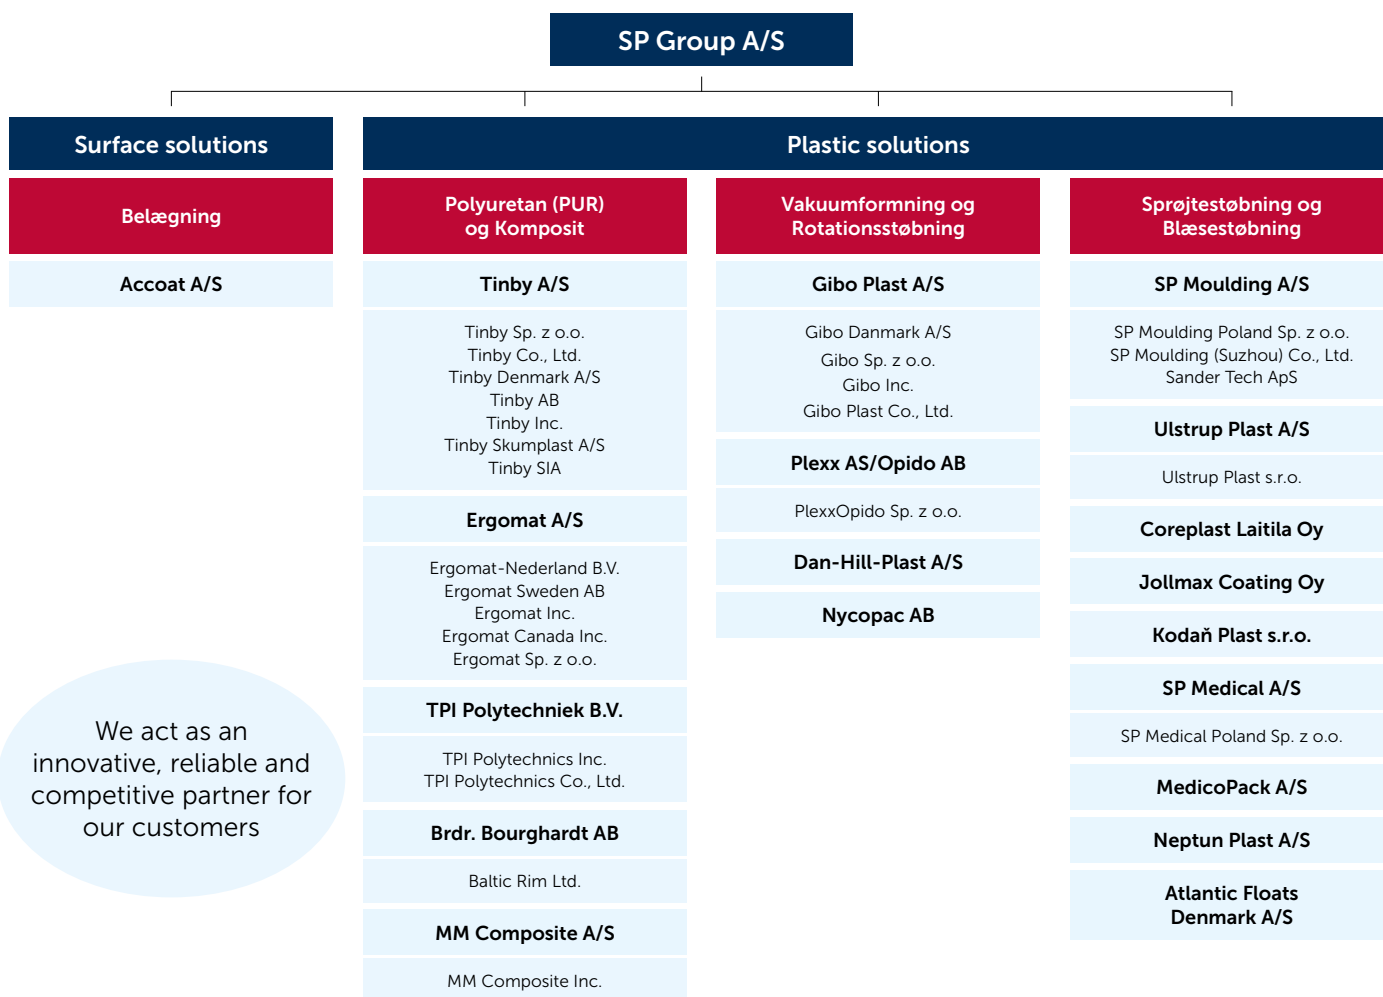 SP Group A/S
Surface solutions
Plastic solutions
Belægning
Accoat A/S
We act as an
innovative, reliable and
competitive partner for
our customers
Polyuretan (PUR)
og Komposit
Tinby A/S
Tinby Sp. z o.o.
Tinby Co., Ltd.
Tinby Denmark A/S
Tinby AB
Tinby Inc.
Tinby Skumplast A/S
Tinby SIA
Ergomat A/S
Ergomat-Nederland B.V.
Ergomat Sweden AB
Ergomat Inc.
Ergomat Canada Inc.
Ergomat Sp. z o.o.
TPI Polytechniek B.V.
TPI Polytechnics Inc.
TPI Polytechnics Co., Ltd.
Brdr. Bourghardt AB
Baltic Rim Ltd.
MM Composite A/S
MM Composite Inc.
Vakuumformning og
Rotationsstøbning
Gibo Plast A/S
Gibo Danmark A/S
Gibo Sp. z o.o.
Gibo Inc.
Gibo Plast Co., Ltd.
Plexx AS/Opido AB
PlexxOpido Sp. z o.o.
Dan-Hill-Plast A/S
Nycopac AB
Sprøjtestøbning og
Blæsestøbning
SP Moulding A/S
SP Moulding Poland Sp. z o.o.
SP Moulding (Suzhou) Co., Ltd.
Sander Tech ApS
Ulstrup Plast A/S
Ulstrup Plast s.r.o.
Coreplast Laitila Oy
Jollmax Coating Oy
Kodaň Plast s.r.o.
SP Medical A/S
SP Medical Poland Sp. z o.o.
MedicoPack A/S
Neptun Plast A/S
Atlantic Floats
Denmark A/S